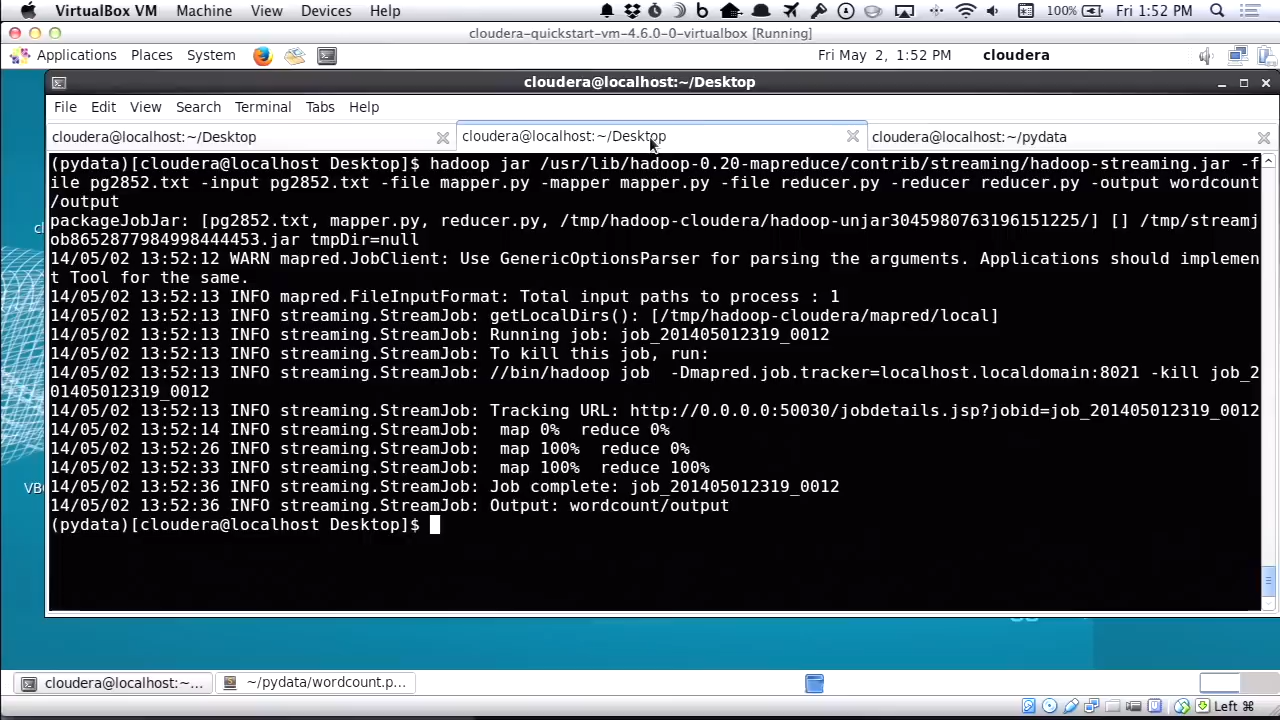 VirtualBox VM Machine View Devices Help 100% Fri 1:52 PM
cloudera-quickstart-vm-4.6.0-0-virtualbox [Running]
Applications Places System Fri May 2, 1:52 PM cloudera
cloudera@localhost:~/Desktop
File Edit View Search Terminal Tabs Help
cloudera@localhost:~/Desktop cloudera@localhost:~/Desktop cloudera@localhost:~/pydata
(pydata)[cloudera@localhost Desktop]$ hadoop jar /usr/lib/hadoop-0.20-mapreduce/contrib/streaming/hadoop-streaming.jar -f
ile pg2852.txt -input pg2852.txt -file mapper.py -mapper mapper.py -file reducer.py -reducer reducer.py -output wordcount
/output
packageJobJar: [pg2852.txt, mapper.py, reducer.py, /tmp/hadoop-cloudera/hadoop-unjar3045980763196151225/] [] /tmp/streamj
ob8652877984998444453.jar tmpDir=null
14/05/02 13:52:12 WARN mapred.JobClient: Use GenericOptionsParser for parsing the arguments. Applications should implemen
t Tool for the same.
14/05/02 13:52:13 INFO mapred.FileInputFormat: Total input paths to process : 1
14/05/02 13:52:13 INFO streaming.StreamJob: getLocalDirs(): [/tmp/hadoop-cloudera/mapred/local]
14/05/02 13:52:13 INFO streaming.StreamJob: Running job: job_201405012319_0012
14/05/02 13:52:13 INFO streaming.StreamJob: To kill this job, run:
14/05/02 13:52:13 INFO streaming.StreamJob: //bin/hadoop job  -Dmapred.job.tracker=localhost.localdomain:8021 -kill job_2
01405012319_0012
14/05/02 13:52:13 INFO streaming.StreamJob: Tracking URL: http://0.0.0.0:50030/jobdetails.jsp?jobid=job_201405012319_0012
14/05/02 13:52:14 INFO streaming.StreamJob:  map 0%  reduce 0%
14/05/02 13:52:26 INFO streaming.StreamJob:  map 100%  reduce 0%
14/05/02 13:52:33 INFO streaming.StreamJob:  map 100%  reduce 100%
14/05/02 13:52:36 INFO streaming.StreamJob: Job complete: job_201405012319_0012
14/05/02 13:52:36 INFO streaming.StreamJob: Output: wordcount/output
(pydata)[cloudera@localhost Desktop]$
cloudera@localhost:~... ~/pydata/wordcount.p...
Left ⌘